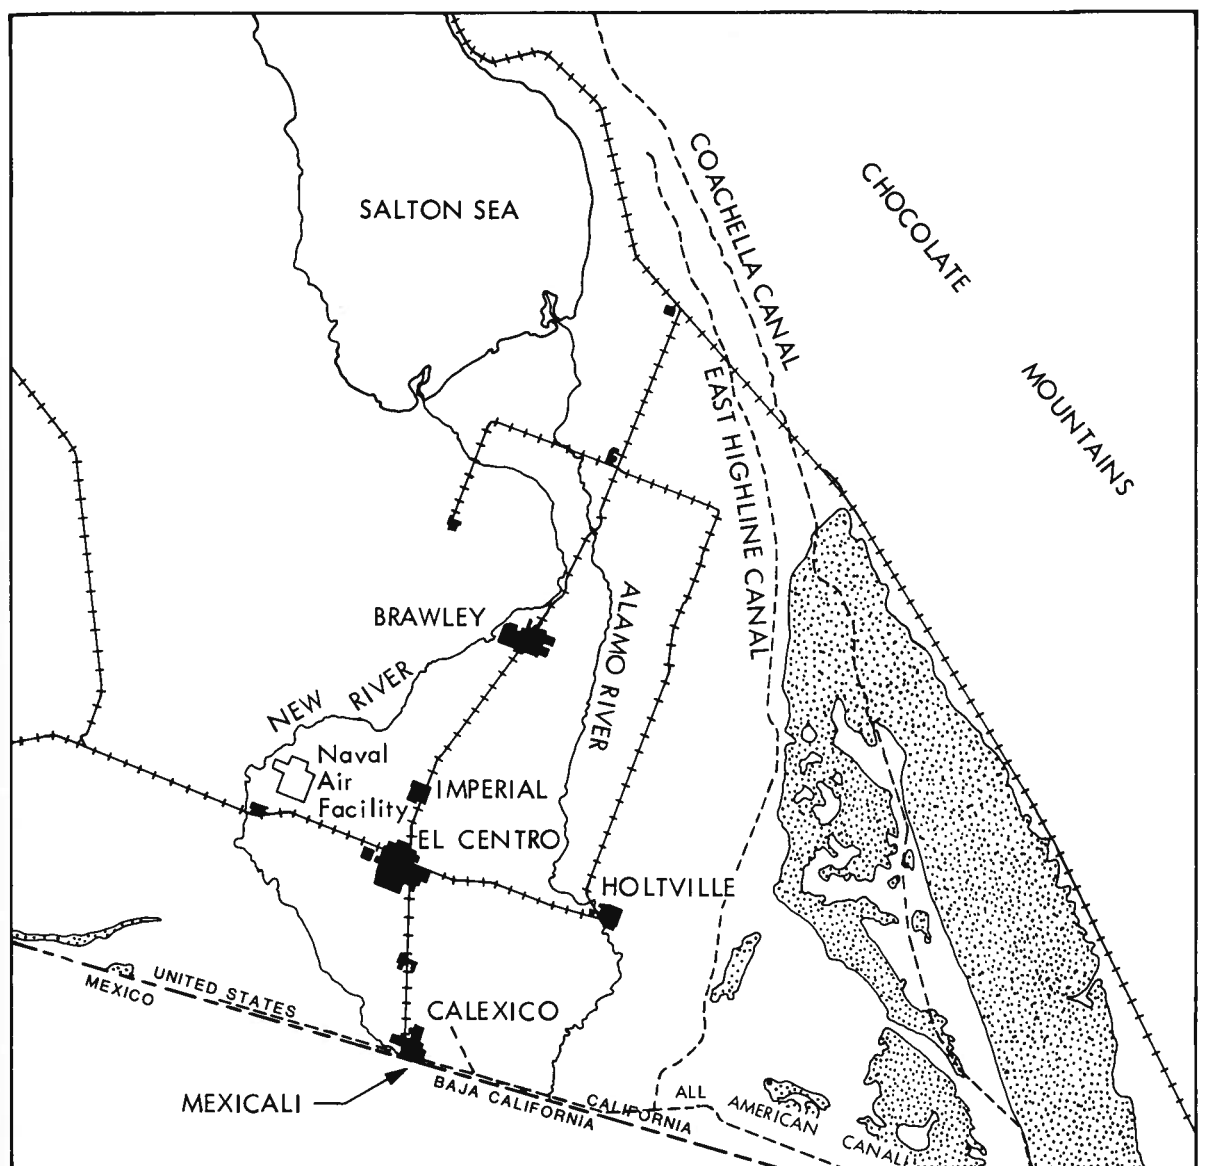 COACHELLA CANAL
CHOCOLATE
SALTON SEA
MOUNTAINS
EAST HIGHLINE CANAL
BRAWLEY
ALAMO RIVER
NEW RIVER
Naval
Air
Facility
IMPERIAL
EL CENTRO
HOLTVILLE
UNITED STATES
MEXICO
CALEXICO
MEXICALI
BAJA CALIFORNIA
CALIFORNIA
ALL AMERICAN CANAL